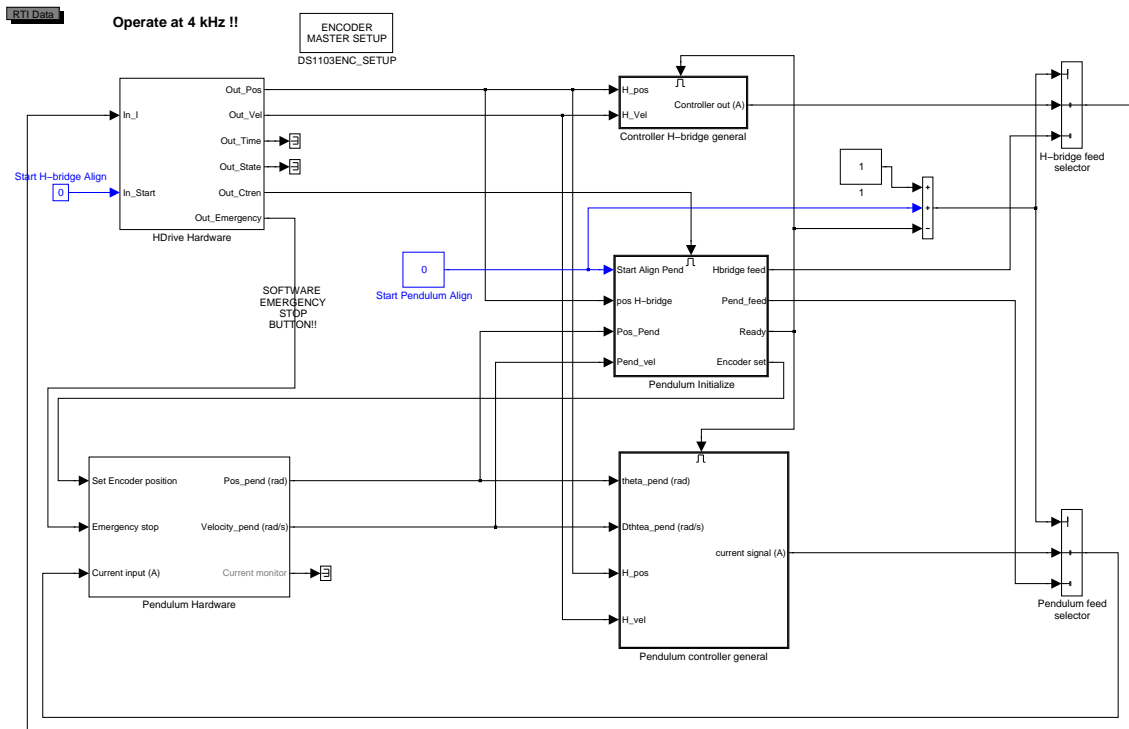 RTI Data
Operate at 4 kHz !!
ENCODER
MASTER SETUP
DS1103ENC_SETUP
In_I
In_Start
Out_Pos
Out_Vel
Out_Time
Out_State
Out_Ctren
Out_Emergency
HDrive Hardware
Start H−bridge Align
0
H_pos
H_Vel
Controller out (A)
Controller H−bridge general
H−bridge feed
selector
1
1
+
+
−
0
Start Pendulum Align
SOFTWARE
EMERGENCY
STOP
BUTTON!!
Start Align Pend
pos H−bridge
Pos_Pend
Pend_vel
Hbridge feed
Pend_feed
Ready
Encoder set
Pendulum Initialize
Set Encoder position
Emergency stop
Current input (A)
Pos_pend (rad)
Velocity_pend (rad/s)
Current monitor
Pendulum Hardware
theta_pend (rad)
Dthtea_pend (rad/s)
H_pos
H_vel
current signal (A)
Pendulum controller general
Pendulum feed
selector